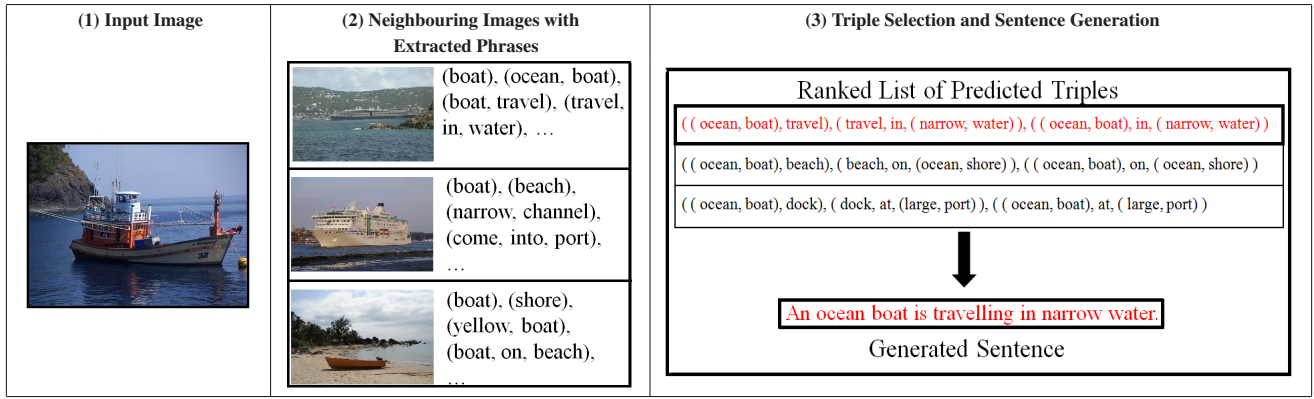 (1) Input Image
(2) Neighbouring Images with
Extracted Phrases
(boat), (ocean, boat),
(boat, travel), (travel,
in, water), …
(boat), (beach),
(narrow, channel),
(come, into, port),
…
(boat), (shore),
(yellow, boat),
(boat, on, beach),
…
(3) Triple Selection and Sentence Generation
Ranked List of Predicted Triples
( ( ocean, boat), travel), ( travel, in, ( narrow, water) ), ( ( ocean, boat), in, ( narrow, water) )
( ( ocean, boat), beach), ( beach, on, (ocean, shore) ), ( ( ocean, boat), on, ( ocean, shore) )
( ( ocean, boat), dock), ( dock, at, (large, port) ), ( ( ocean, boat), at, ( large, port) )
An ocean boat is travelling in narrow water.
Generated Sentence
32